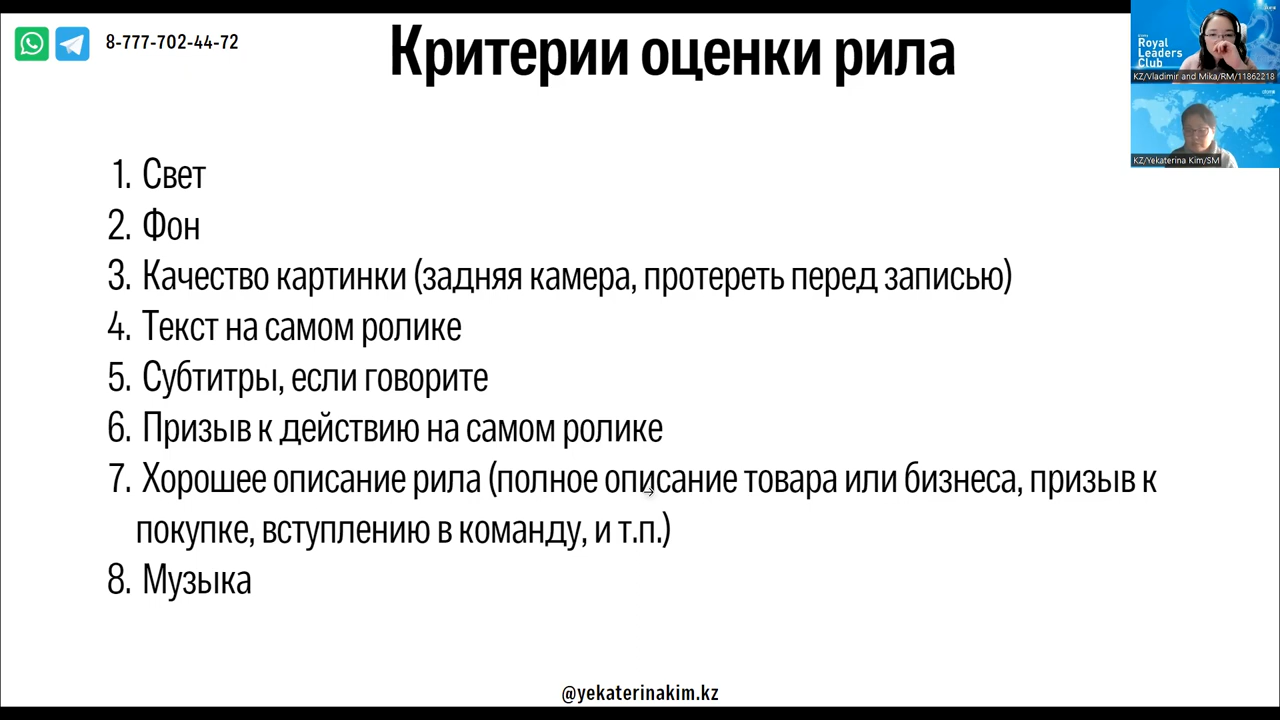 8-777-702-44-72
Критерии оценки рила
Royal
Leaders
Club
KZ/Vladimir and Mika/RM/11862218
KZ/Yekaterina Kim/SM
1. Свет
2. Фон
3. Качество картинки (задняя камера, протереть перед записью)
4. Текст на самом ролике
5. Субтитры, если говорите
6. Призыв к действию на самом ролике
7. Хорошее описание рила (полное описание товара или бизнеса, призыв к
покупке, вступлению в команду, и т.п.)
8. Музыка
@yekaterinakim.kz